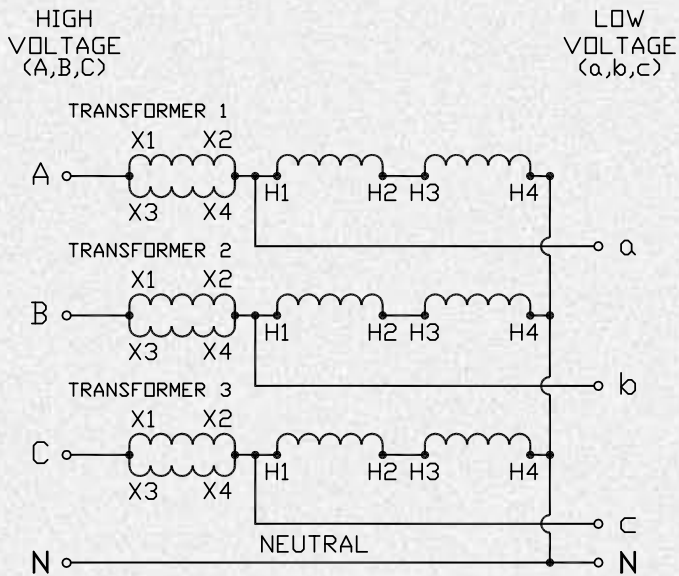 HIGH
VOLTAGE
(A,B,C)
LOW
VOLTAGE
(a,b,c)
TRANSFORMER 1
X1 X2
A
H1 H2 H3 H4
X3 X4
a
TRANSFORMER 2
X1 X2
B
H1 H2 H3 H4
X3 X4
b
TRANSFORMER 3
X1 X2
C
H1 H2 H3 H4
X3 X4
c
NEUTRAL
N N